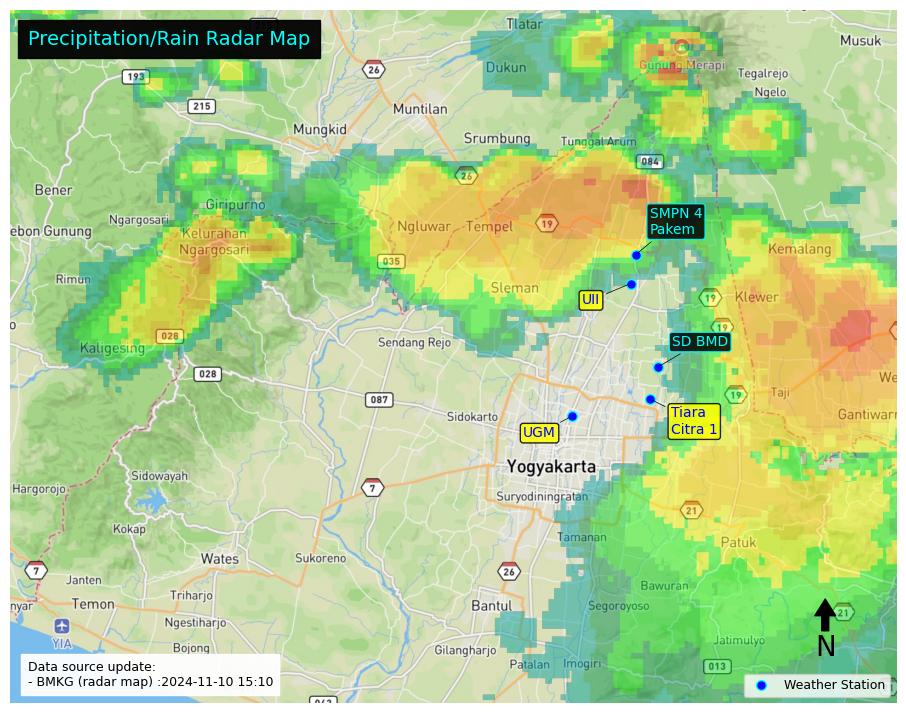 Precipitation/Rain Radar Map
Tlatar
Musuk
26
Dukun
Gunung Merapi
193
Tegalrejo
Ngelo
215
Muntilan
Mungkid
Srumbung
Tunggal Arum
084
26
Bener
Giripurno
SMPN 4
Pakem
Ngargosari
Ngluwar
Tempel
19
ebon Gunung
Kelurahan
Ngargosari
Kemalang
035
Rimun
Sleman
UII
19
Klewer
19
028
Kaligesing
Sendang Rejo
SD BMD
028
We
087
19
Taji
Sidokarto
Tiara
Citra 1
Gantiwarn
UGM
Yogyakarta
Sidowayah
Hargorojo
7
Suryodiningratan
21
Kokap
Tamanan
Patuk
Wates
Sukoreno
7
26
Janten
Bawuran
Triharjo
nyar
Temon
Bantul
Segoroyoso
21
Ngestiharjo
YIA
Jatimulyo
N
Bojong
Gilangharjo
Patalan
Imogiri
013
Data source update:
- BMKG (radar map) :2024-11-10 15:10
Weather Station